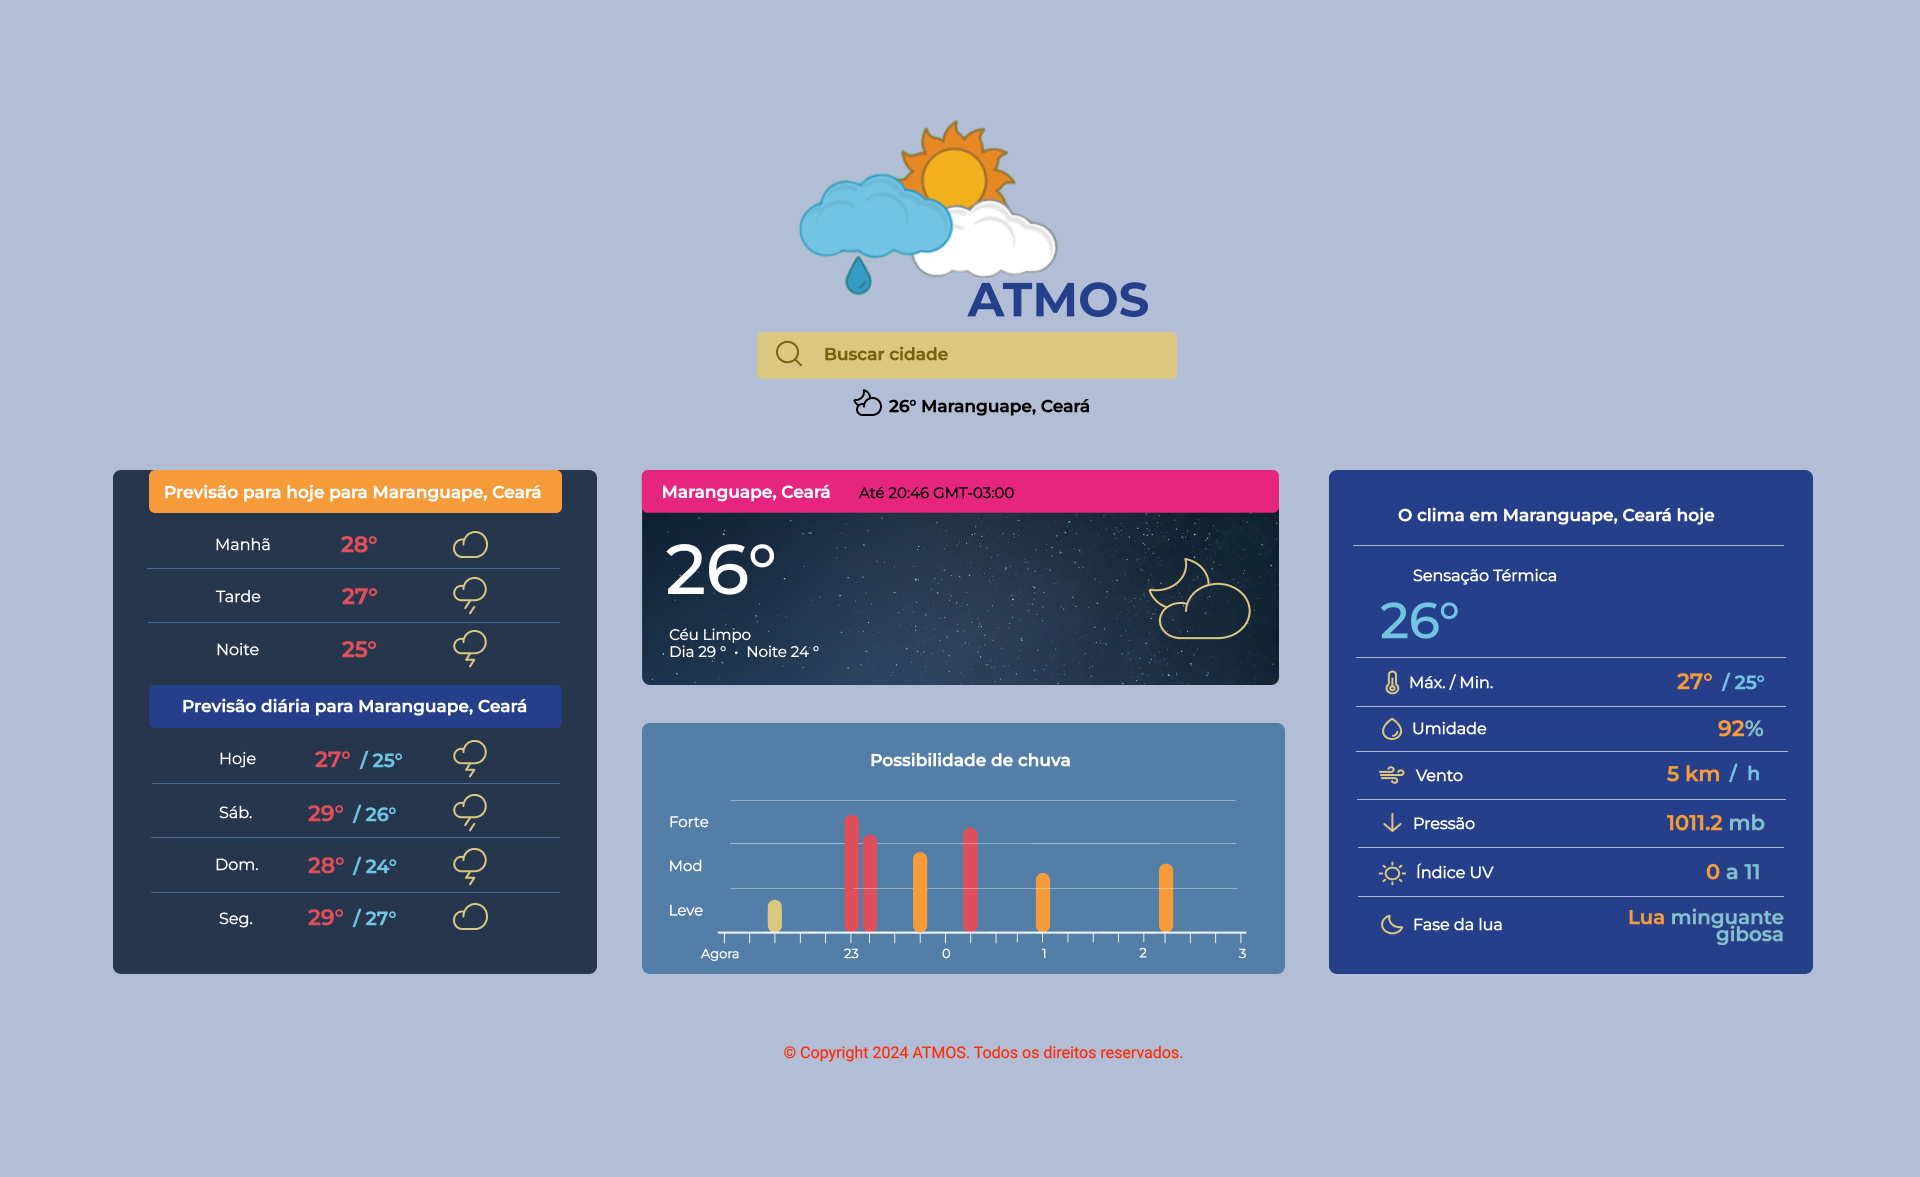 ATMOS
Buscar cidade
26° Maranguape, Ceará
Previsão para hoje para Maranguape, Ceará
Manhã 28°
Tarde 27°
Noite 25°
Previsão diária para Maranguape, Ceará
Hoje 27° / 25°
Sáb. 29° / 26°
Dom. 28° / 24°
Seg. 29° / 27°
Maranguape, Ceará Até 20:46 GMT-03:00
26°
Céu Limpo
Dia 29 ° • Noite 24 °
Possibilidade de chuva
Forte
Mod
Leve
Agora 23 0 1 2 3
O clima em Maranguape, Ceará hoje
Sensação Térmica
26°
Máx. / Min. 27° / 25°
Umidade 92%
Vento 5 km / h
Pressão 1011.2 mb
Índice UV 0 a 11
Fase da lua Lua minguante
gibosa
© Copyright 2024 ATMOS. Todos os direitos reservados.